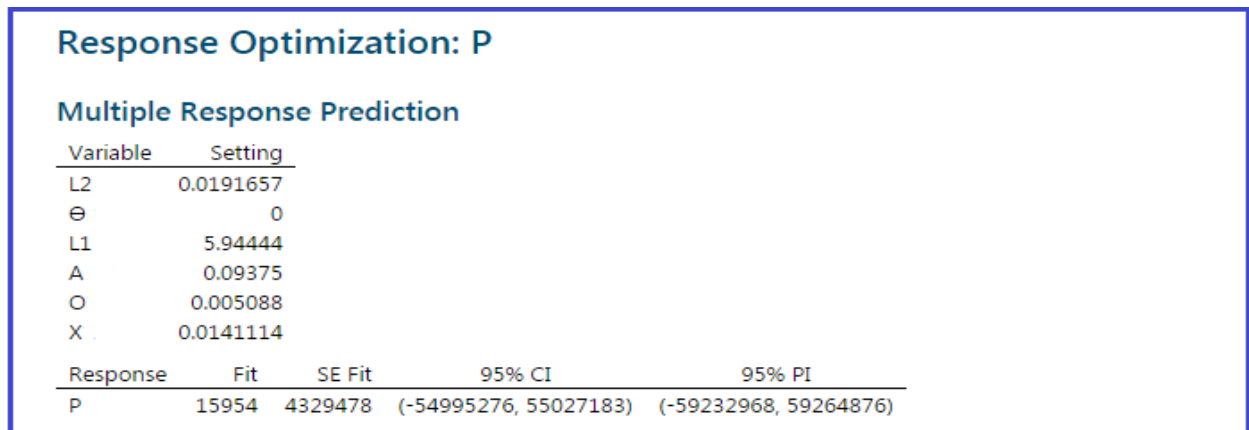 Response Optimization: P
Multiple Response Prediction
Variable Setting
L2 0.0191657
Ө 0
L1 5.94444
A 0.09375
O 0.005088
X 0.0141114
Response Fit SE Fit 95% CI 95% PI
P 15954 4329478 (-54995276, 55027183) (-59232968, 59264876)